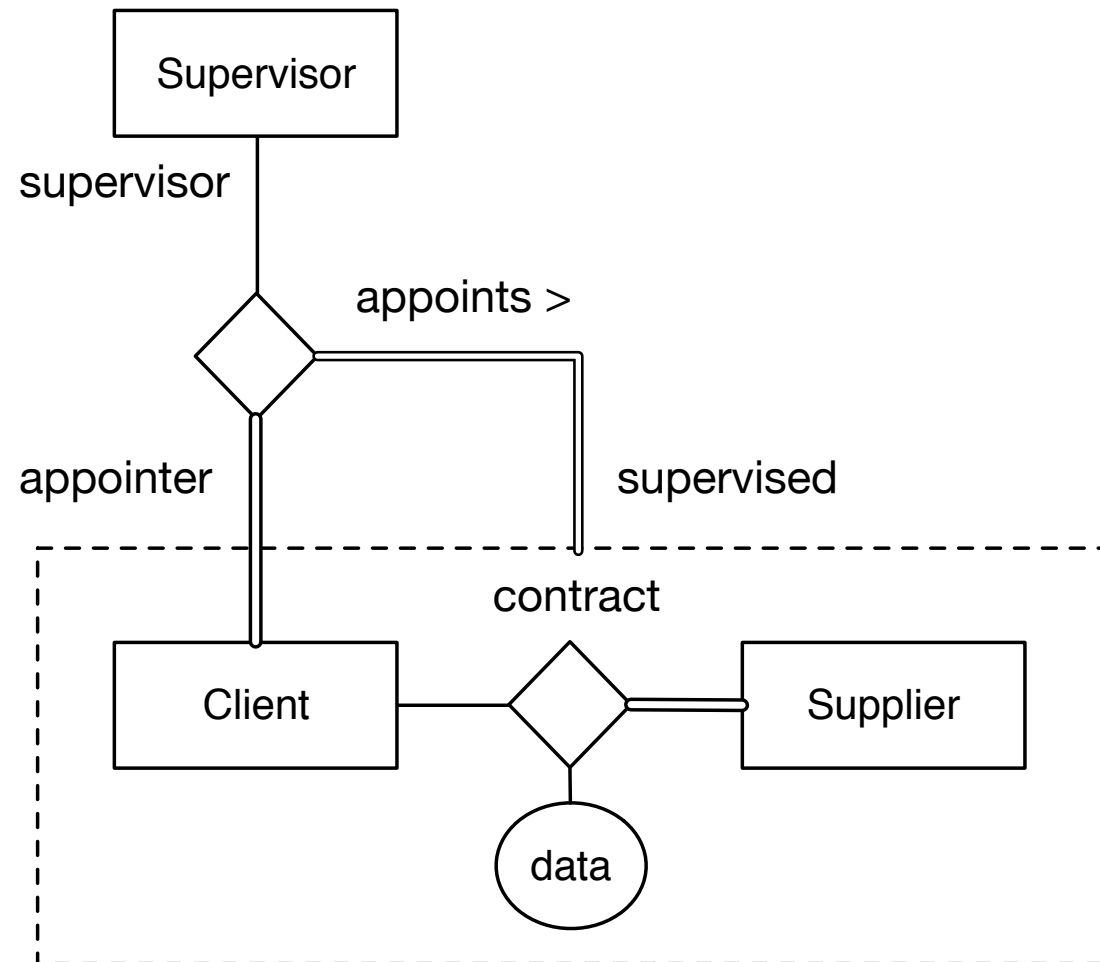 Supervisor
supervisor
appoints >
appointer
supervised
contract
Client
Supplier
data